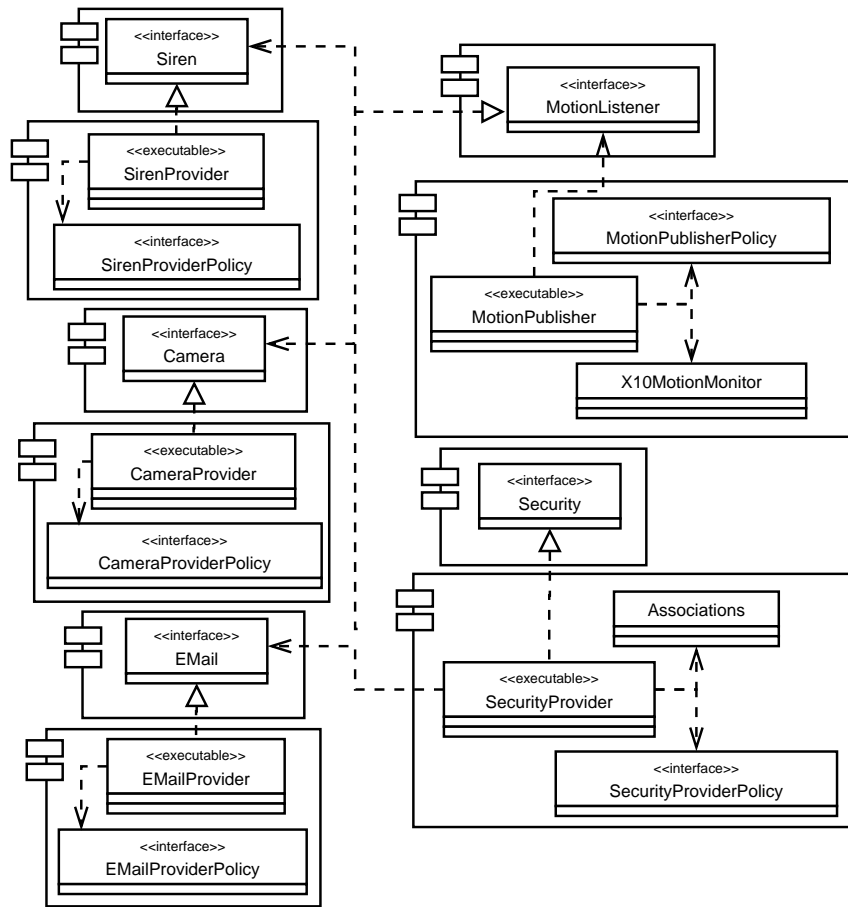 <<interface>>
Siren
<<executable>>
SirenProvider
<<interface>>
SirenProviderPolicy
<<interface>>
Camera
<<executable>>
CameraProvider
<<interface>>
CameraProviderPolicy
<<interface>>
EMail
<<executable>>
EMailProvider
<<interface>>
EMailProviderPolicy
<<interface>>
MotionListener
<<interface>>
MotionPublisherPolicy
<<executable>>
MotionPublisher
X10MotionMonitor
<<interface>>
Security
Associations
<<executable>>
SecurityProvider
<<interface>>
SecurityProviderPolicy